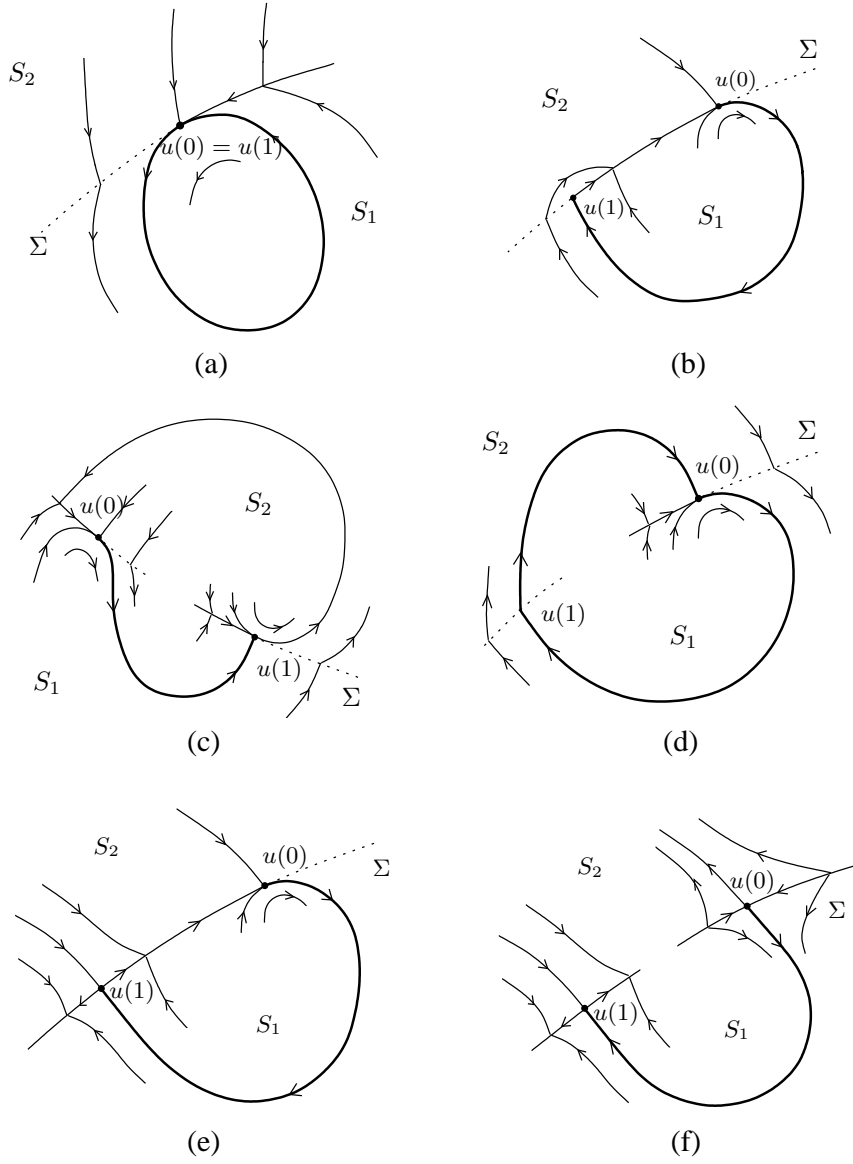 S₂
u(0) = u(1)
S₁
Σ
(a)
Σ
u(0)
S₂
u(1)
S₁
(b)
S₂
u(0)
u(1)
S₁
Σ
(c)
S₂
Σ
u(0)
u(1)
S₁
(d)
S₂
u(0)
Σ
u(1)
S₁
(e)
S₂
u(0)
Σ
u(1)
S₁
(f)